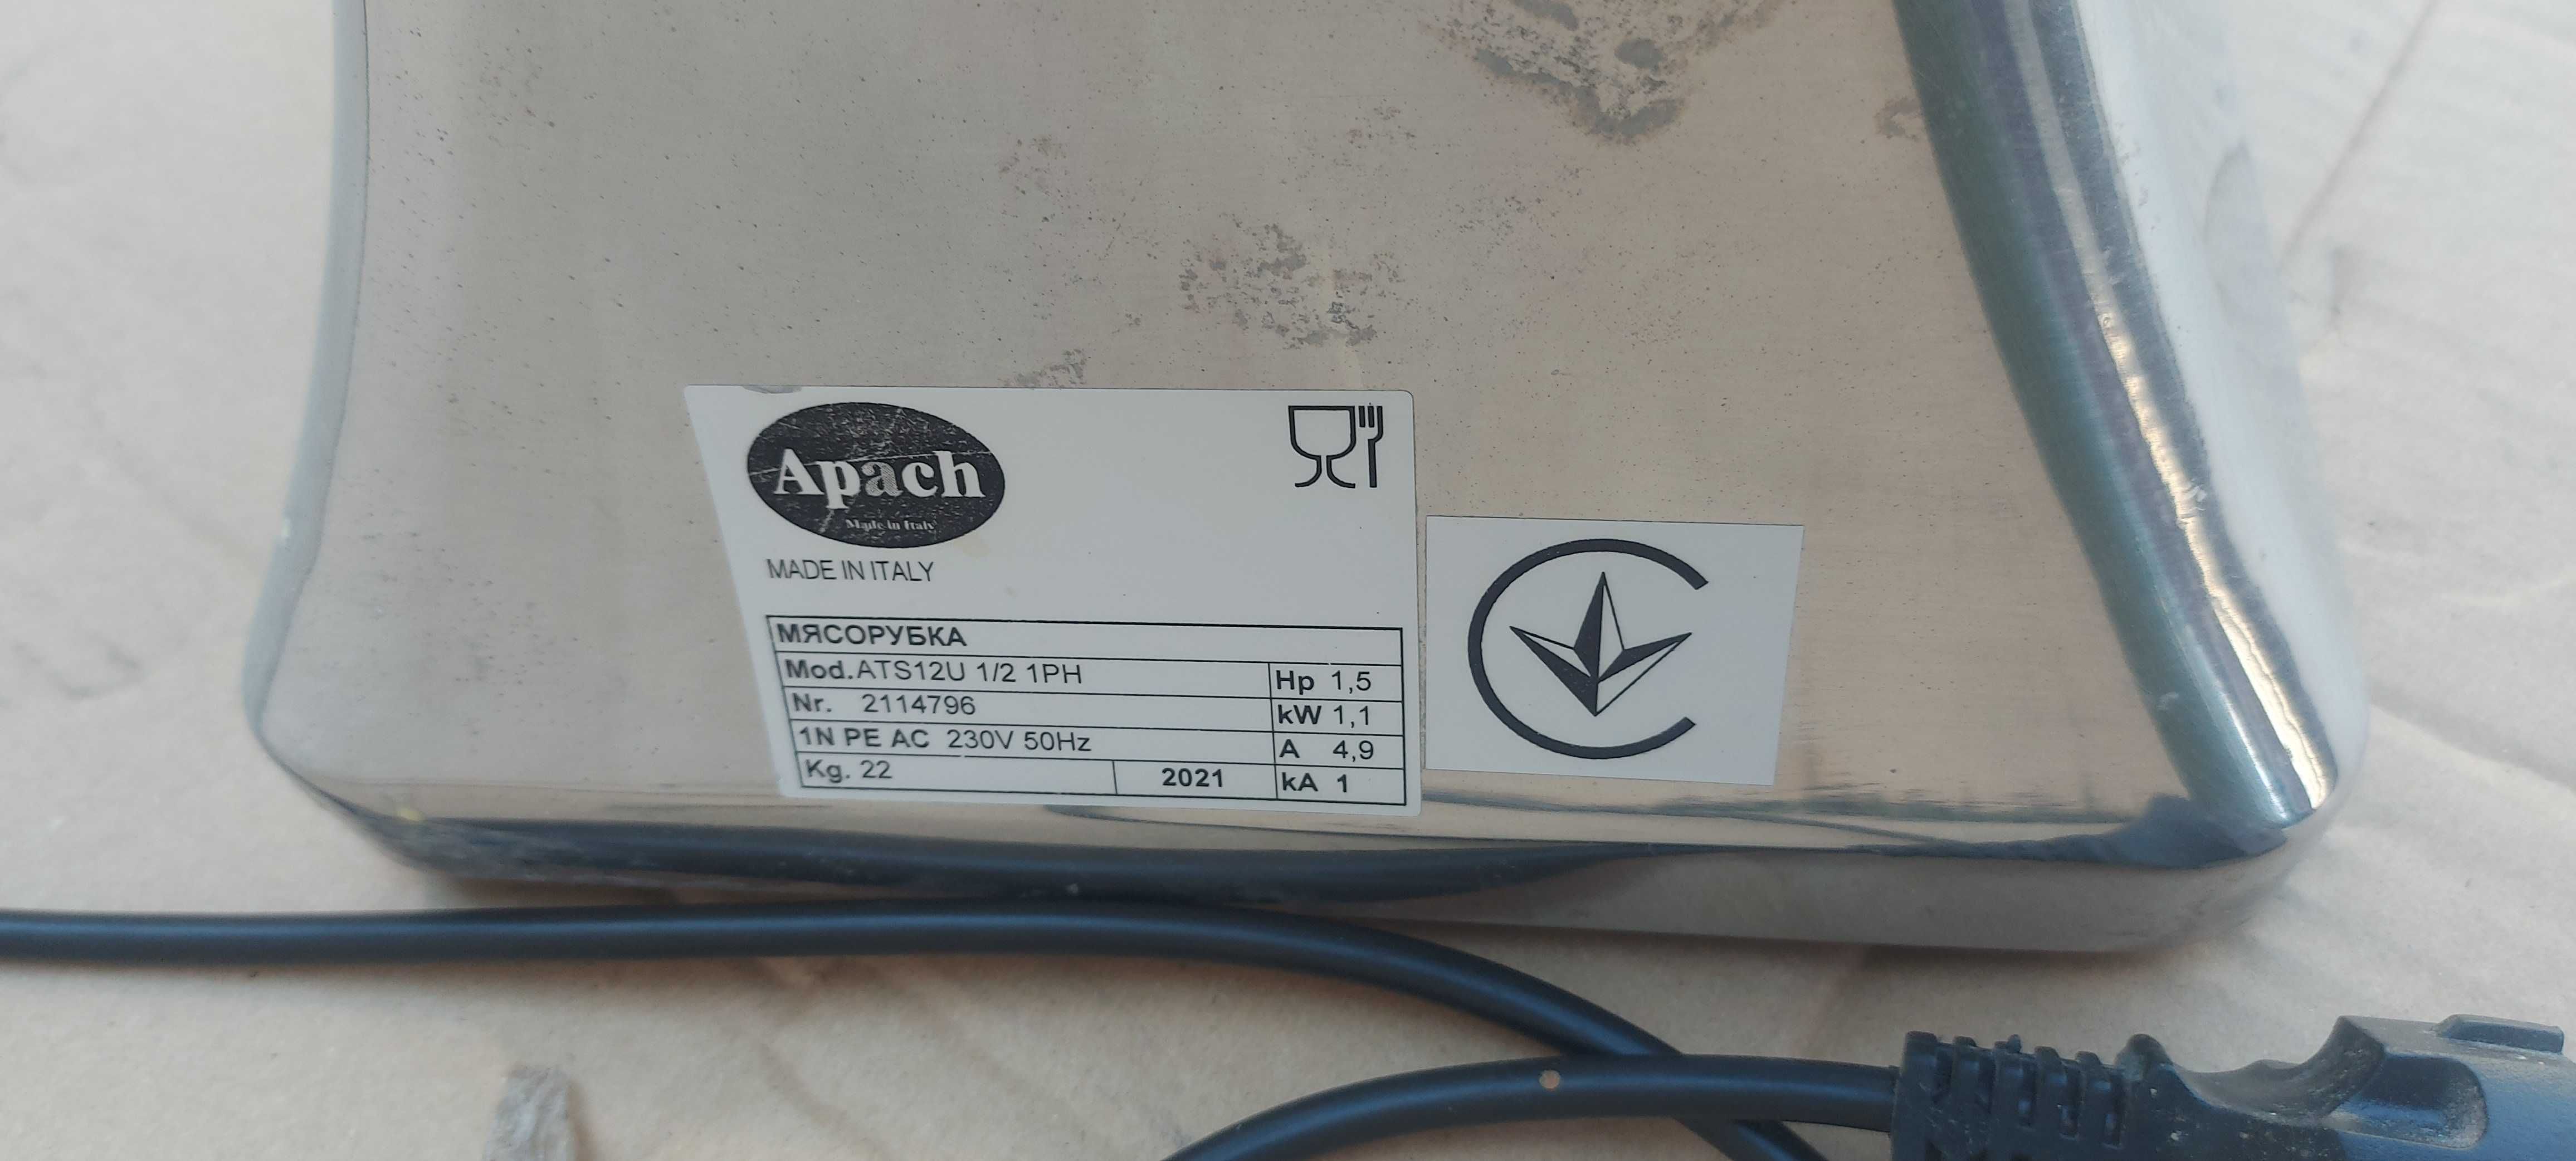 Apach
Made in Italy
MADE IN ITALY
МЯСОРУБКА
Mod.ATS12U 1/2 1PH
Hp 1,5
Nr. 2114796
kW 1,1
1N PE AC 230V 50Hz
A 4,9
Kg. 22
2021
kA 1